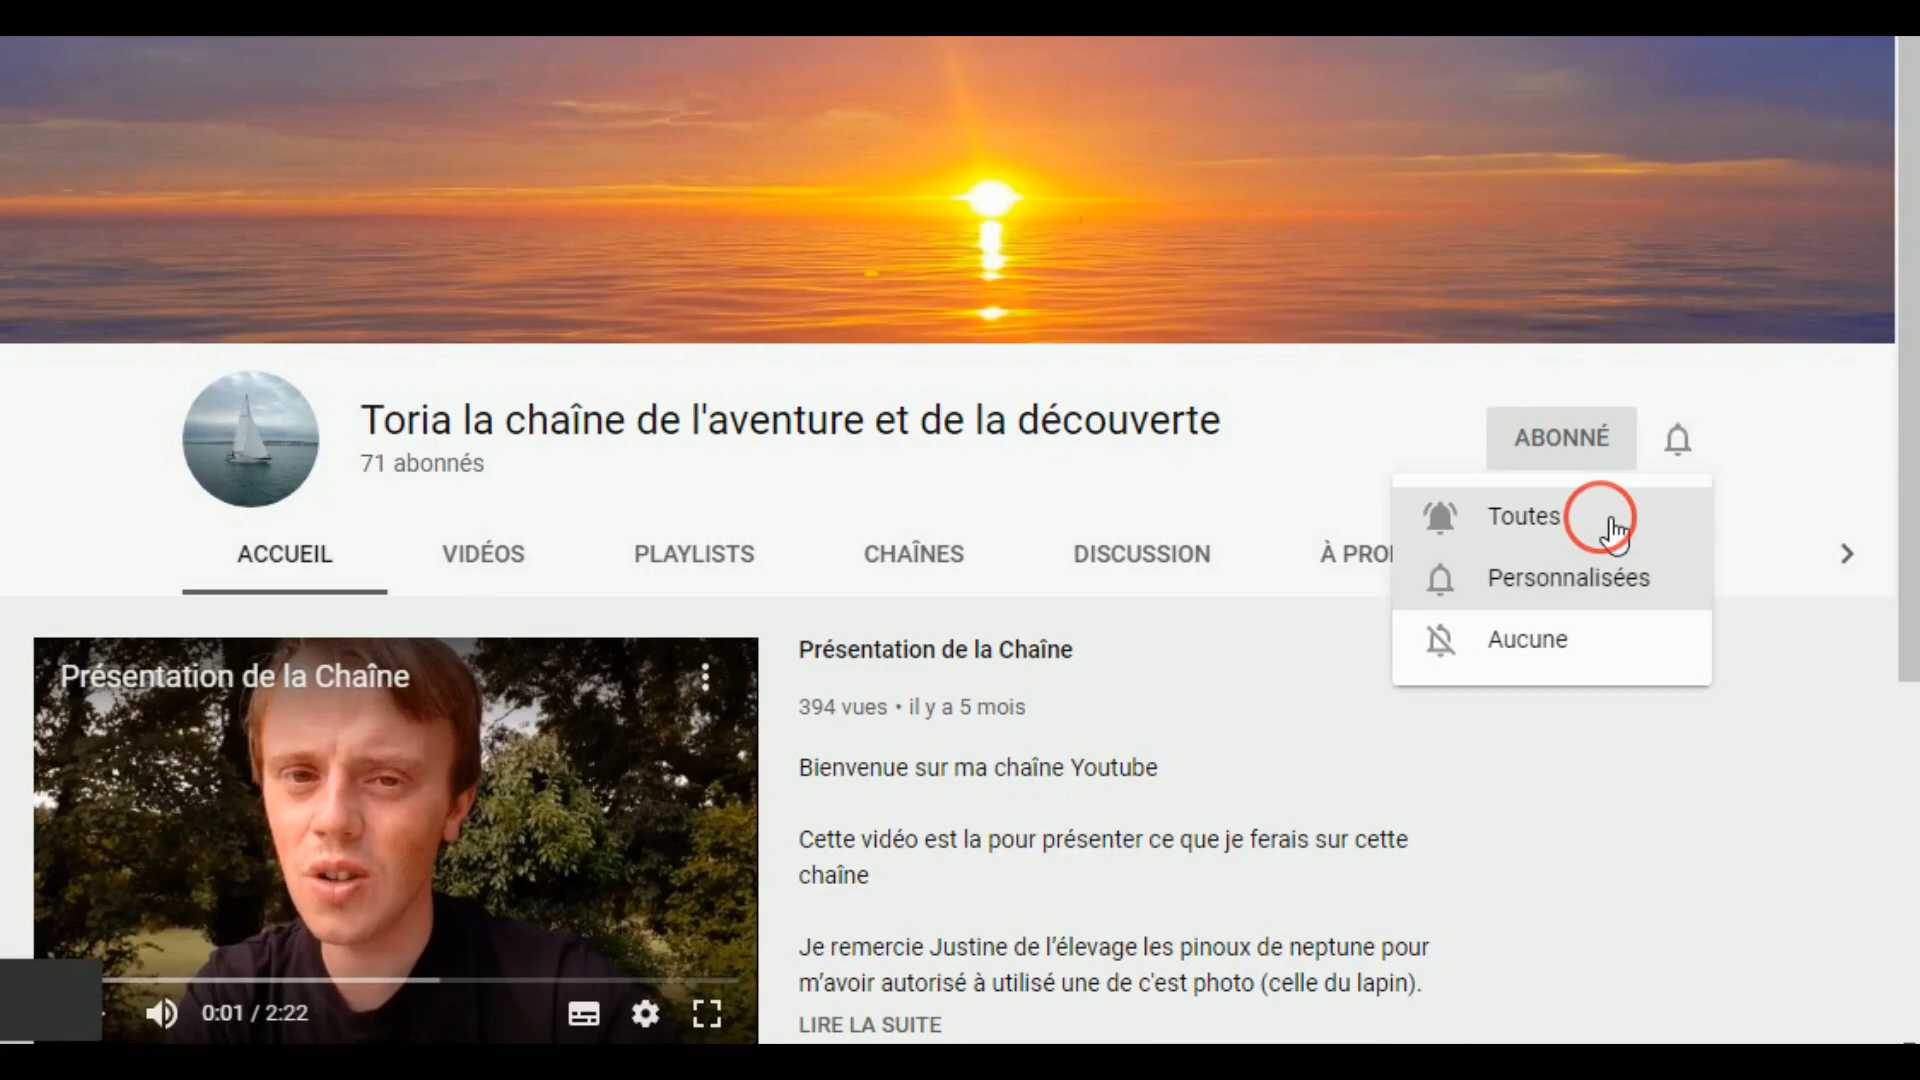 Toria la chaîne de l'aventure et de la découverte
71 abonnés
ABONNÉ
Toutes
Personnalisées
Aucune
ACCUEIL
VIDÉOS
PLAYLISTS
CHAÎNES
DISCUSSION
À PRO
Présentation de la Chaîne
0:01 / 2:22
Présentation de la Chaîne
394 vues • il y a 5 mois
Bienvenue sur ma chaîne Youtube
Cette vidéo est la pour présenter ce que je ferais sur cette
chaîne
Je remercie Justine de l'élevage les pinoux de neptune pour
m'avoir autorisé à utilisé une de c'est photo (celle du lapin).
LIRE LA SUITE